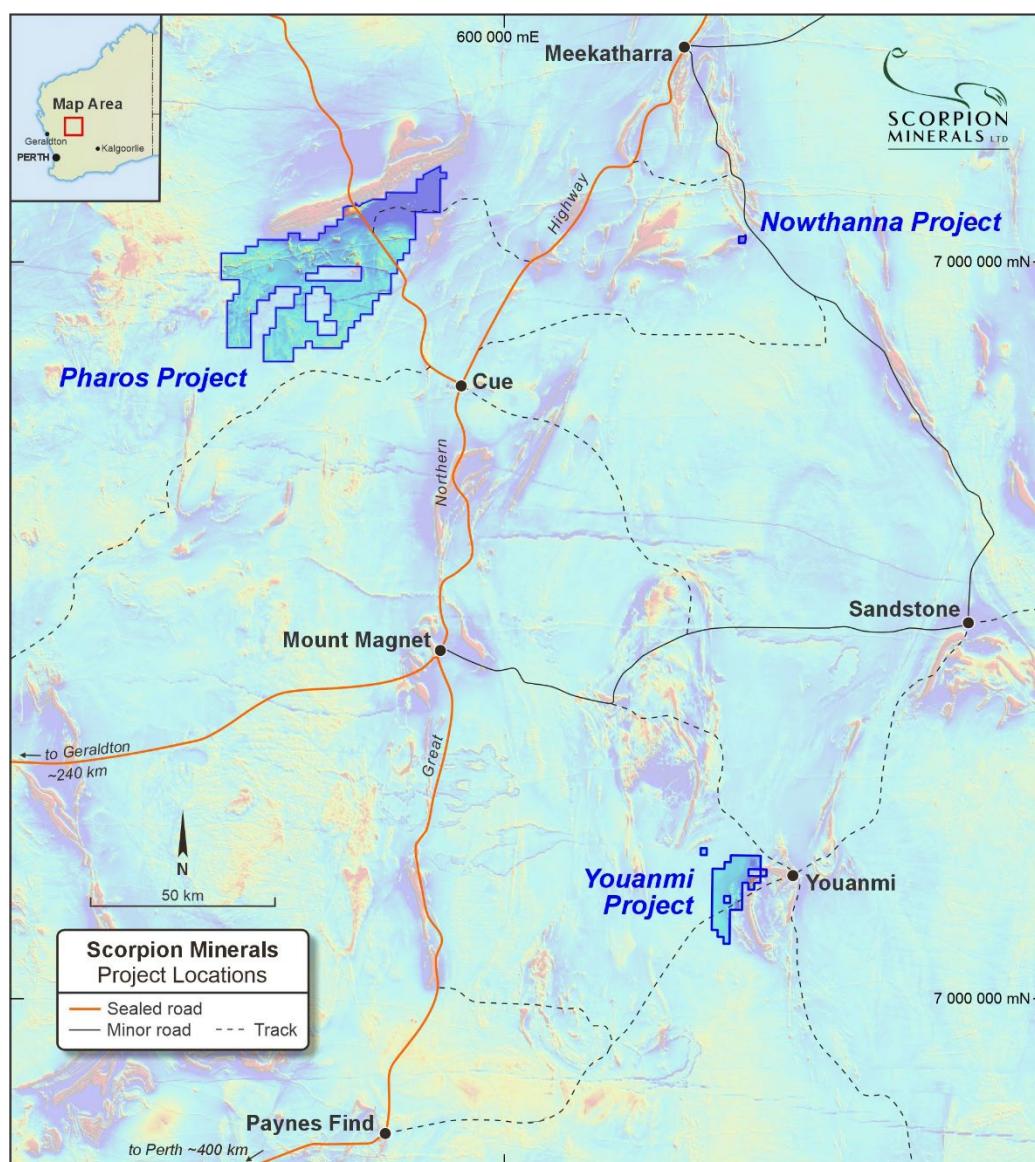 600 000 mE
Meekatharra
Map Area
Geraldton
Kalgoorlie
PERTH
SCORPION
MINERALS LTD
Highway
Nowthanna Project
7 000 000 mN
Pharos Project
Cue
Northern
Sandstone
Mount Magnet
to Geraldton
~240 km
Great
N
50 km
Youanmi
Project
Youanmi
Scorpion Minerals
Project Locations
Sealed road
Minor road
Track
7 000 000 mN
Paynes Find
to Perth ~400 km